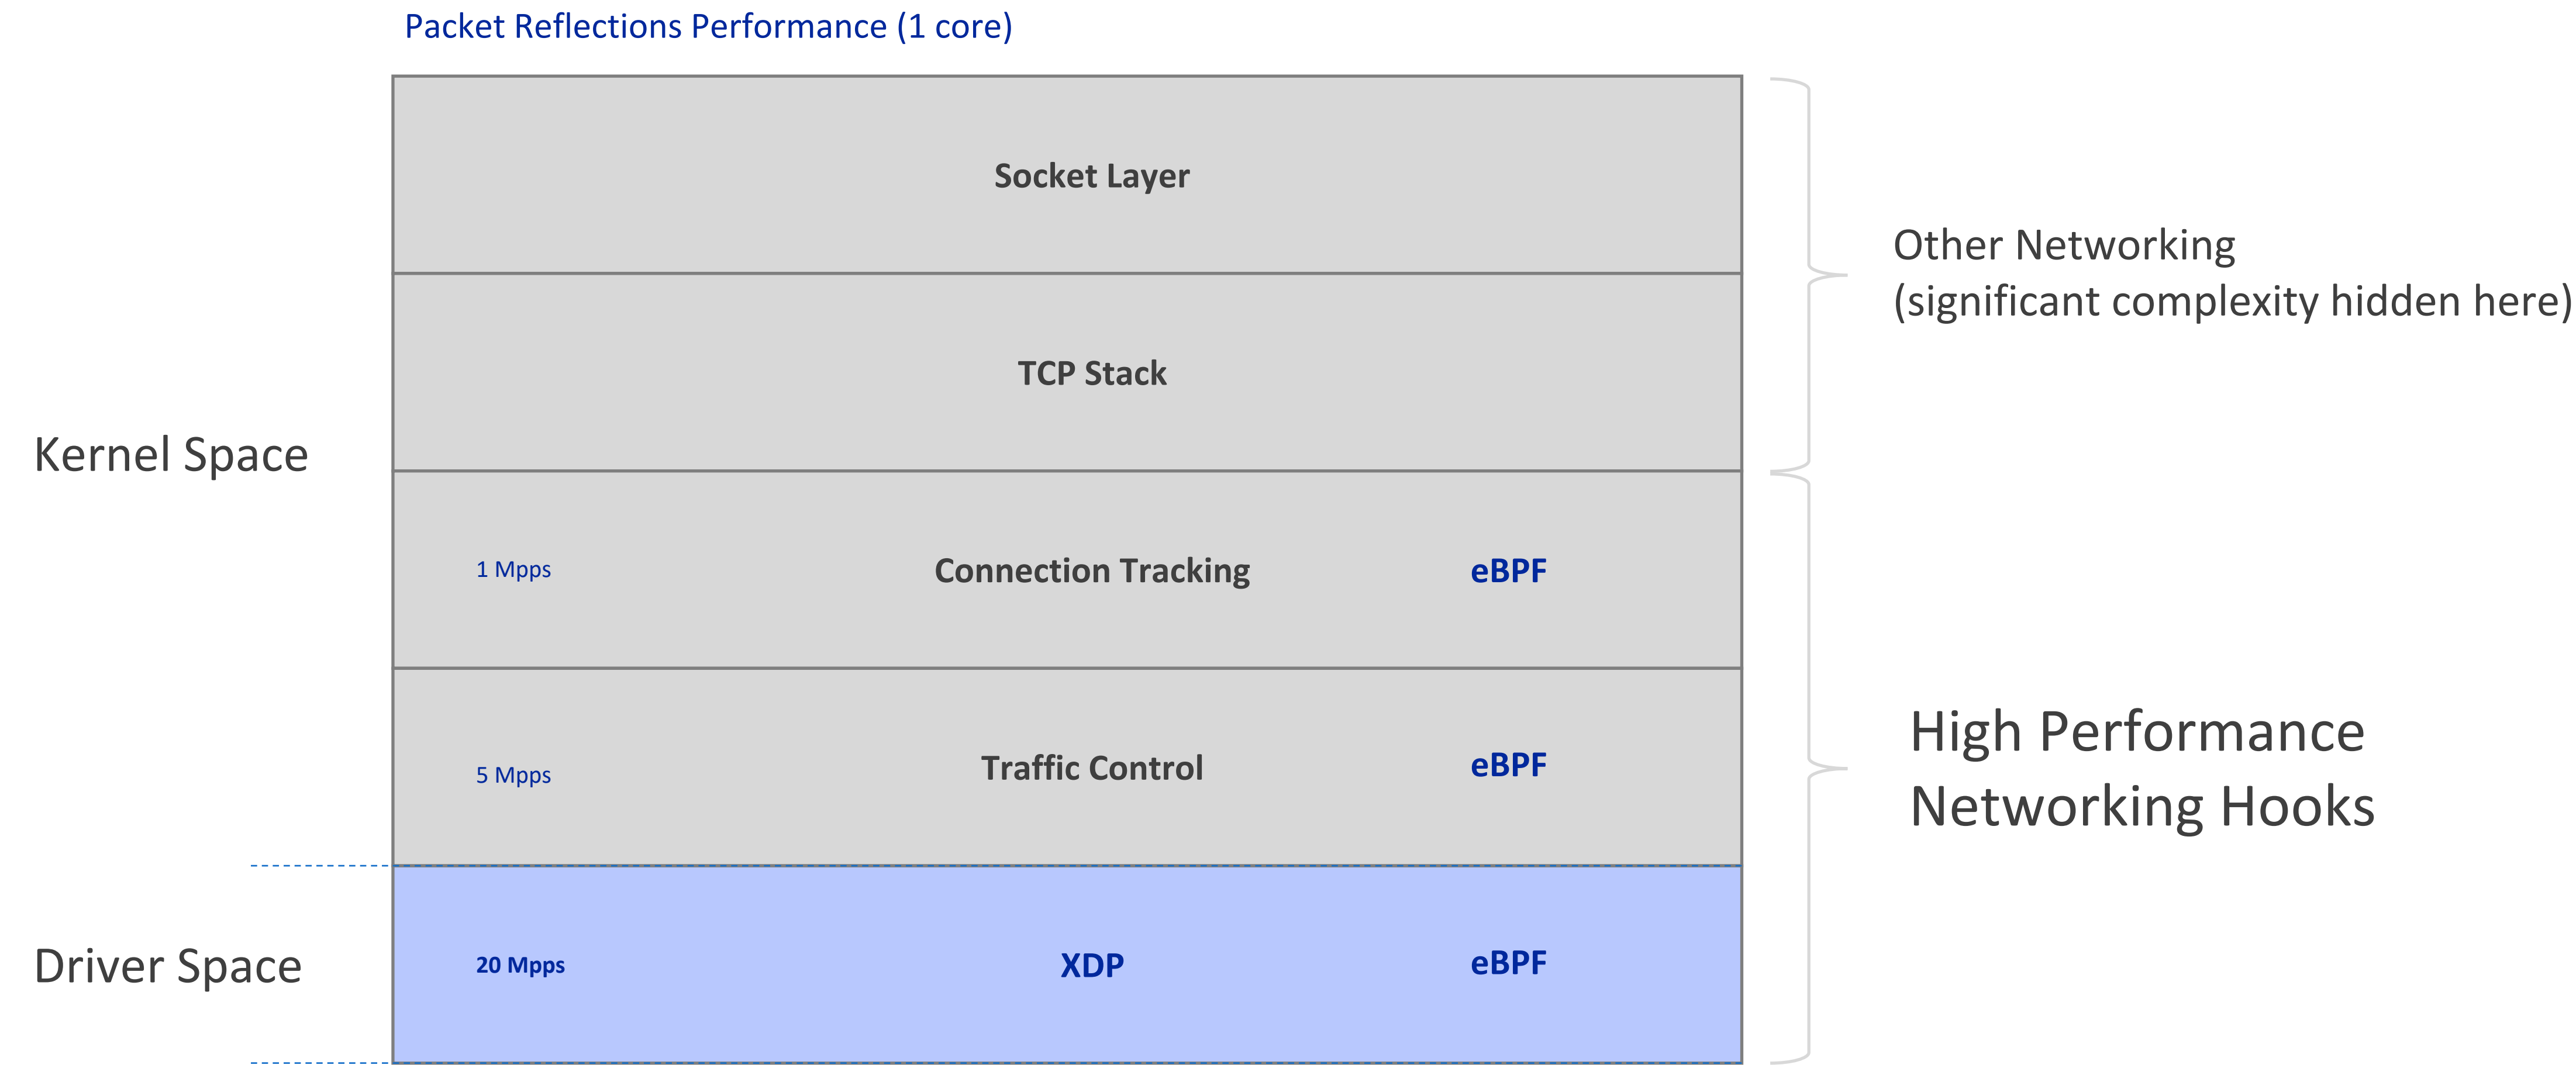 Packet Reflections Performance (1 core)
Socket Layer
Other Networking
(significant complexity hidden here)
TCP Stack
Kernel Space
1 Mpps
Connection Tracking
eBPF
5 Mpps
Traffic Control
eBPF
High Performance
Networking Hooks
Driver Space
20 Mpps
XDP
eBPF